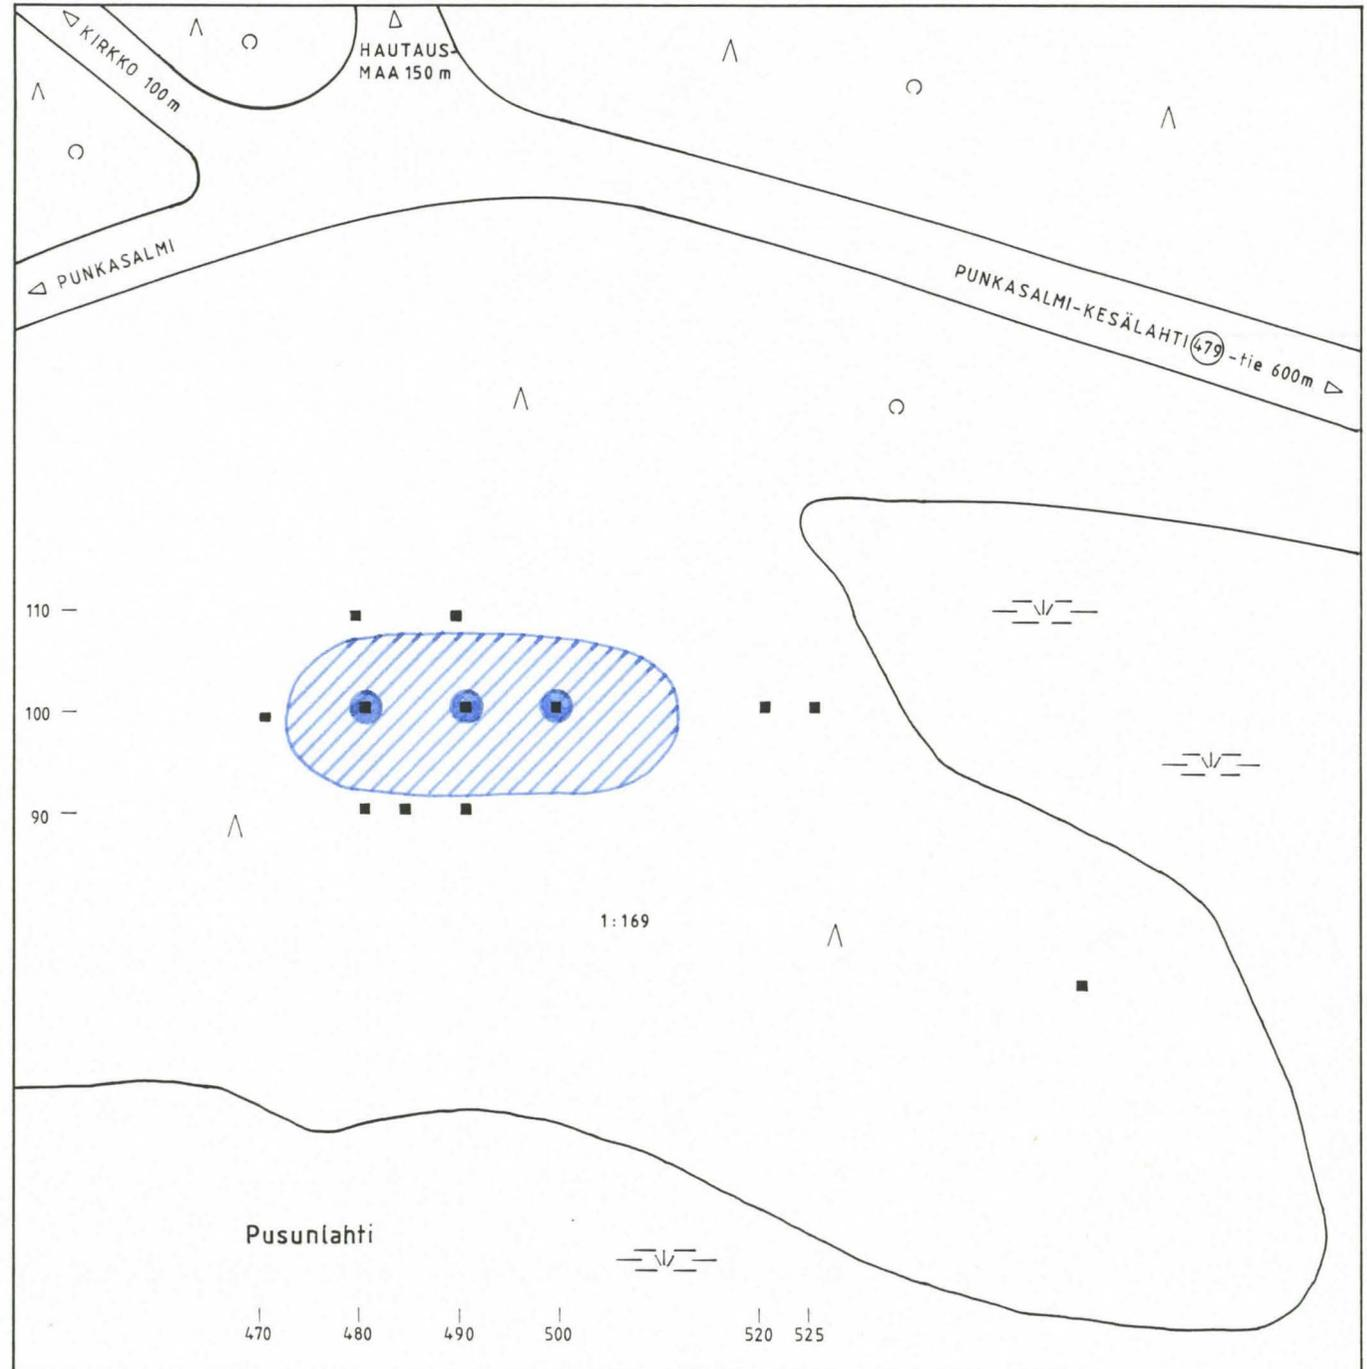 KIRKKO 100 m
HAUTAUS-
MAA 150 m
PUNKASALMI
PUNKASALMI-KESÄLAHTI 479 -tie 600m
110
100
90
1:169
Pusunlahti
470 480 490 500 520 525